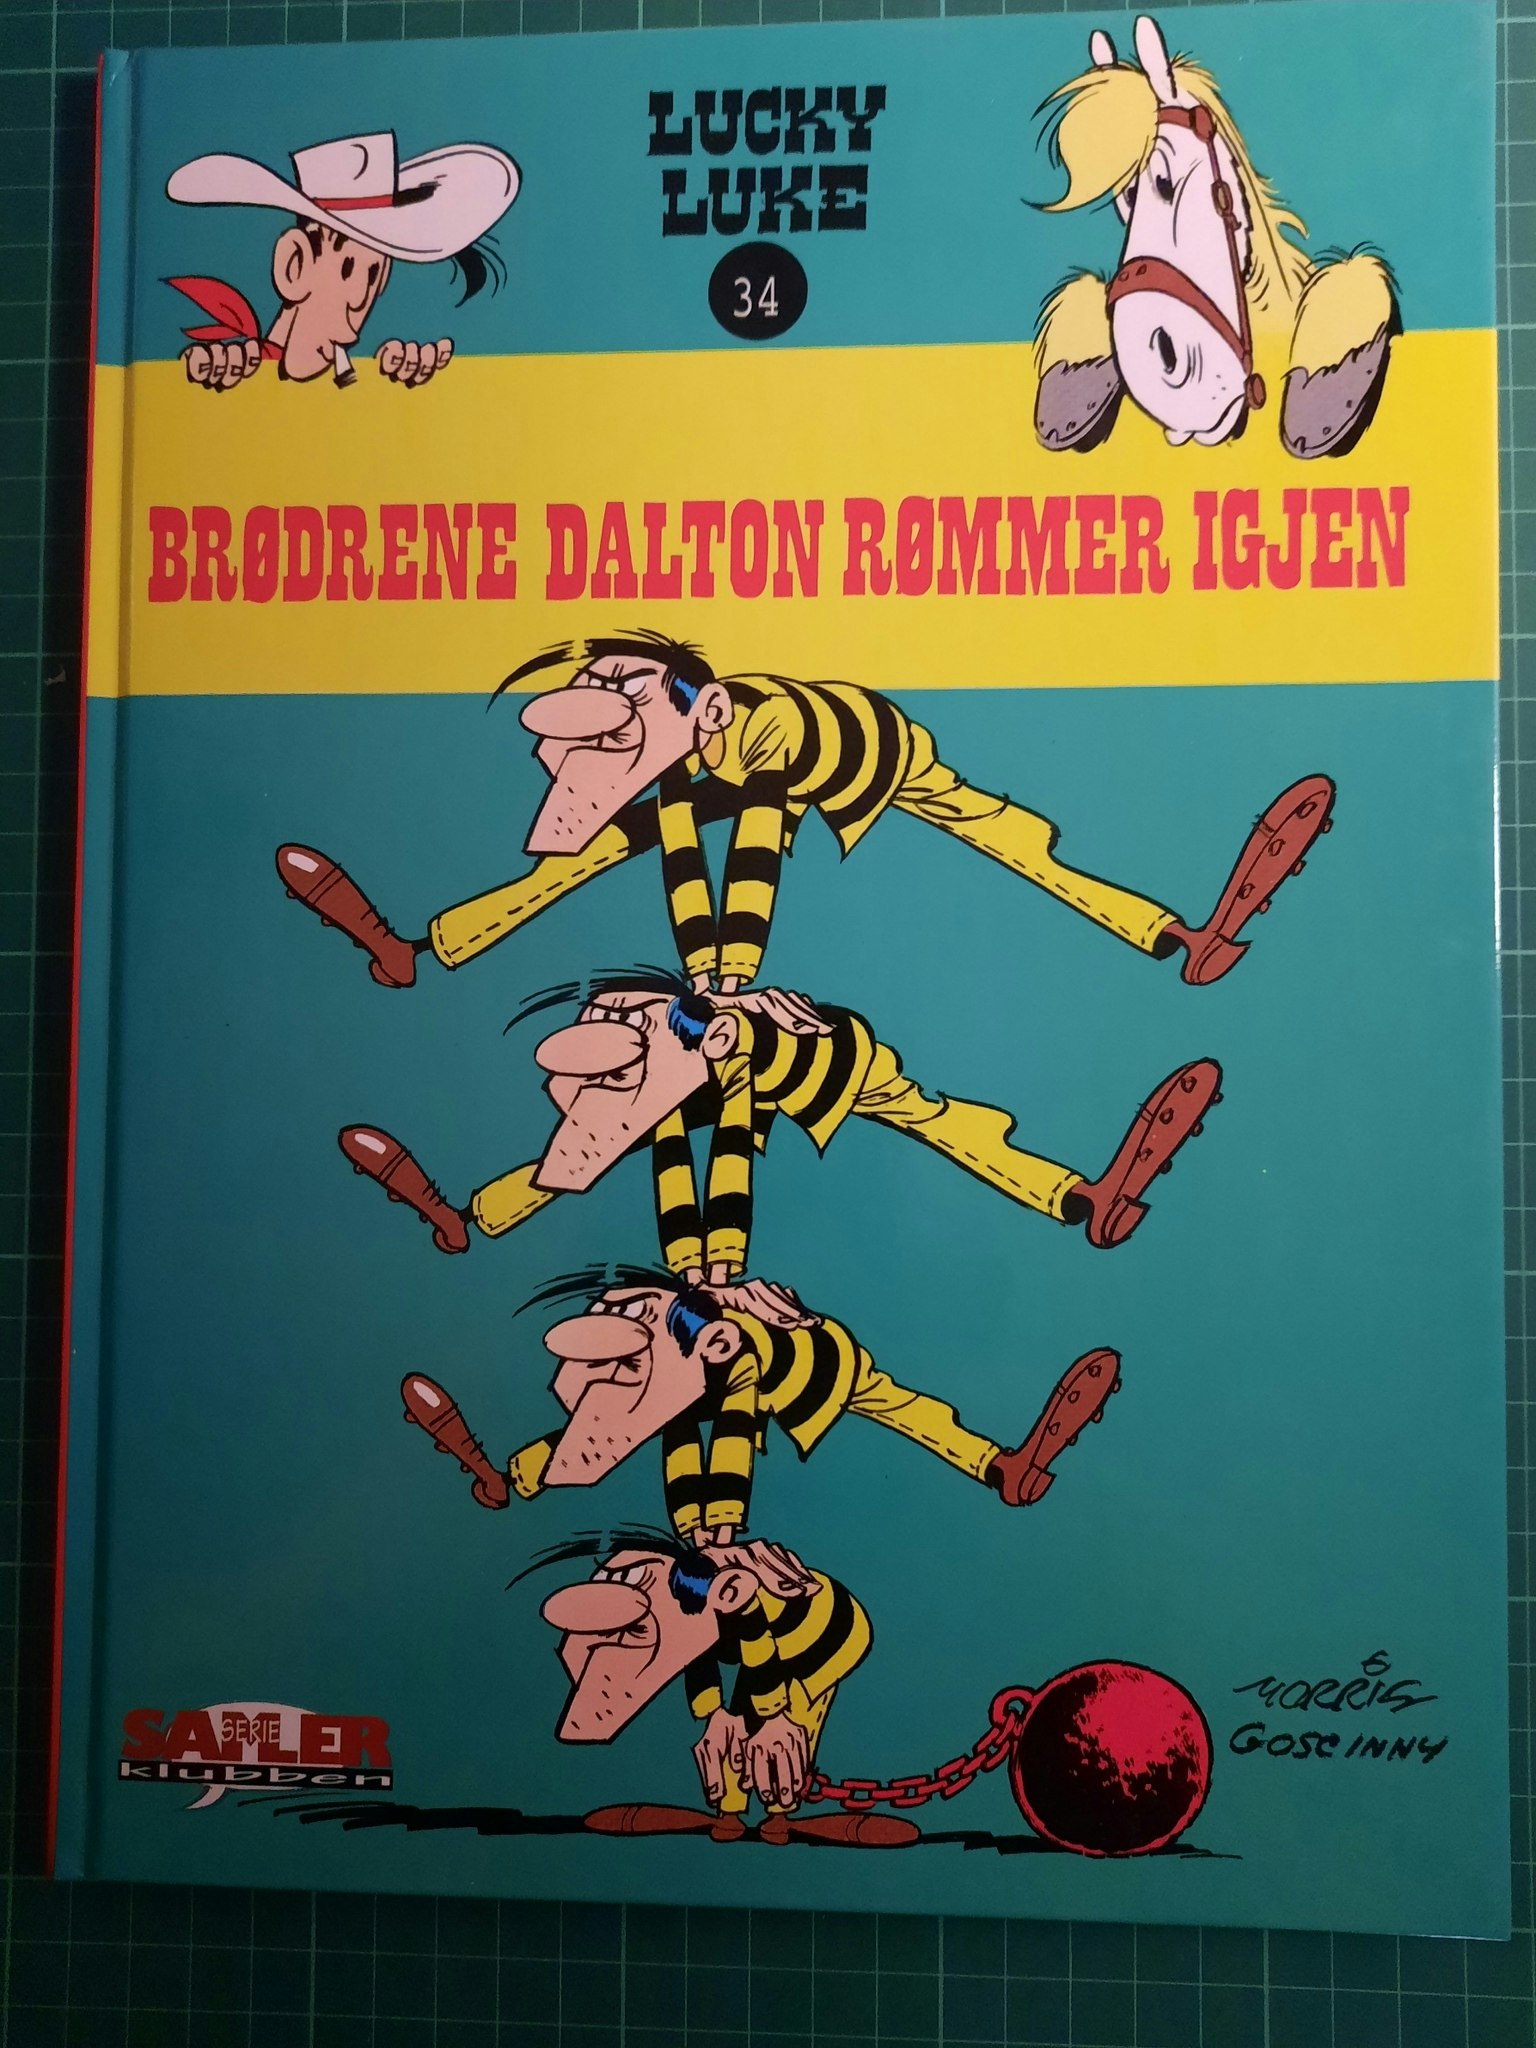 LUCKY
LUKE
34
BRØDRENE DALTON RØMMER IGJEN
SERIE
SAMLER
klubben
MORRIS
GOSCINNY